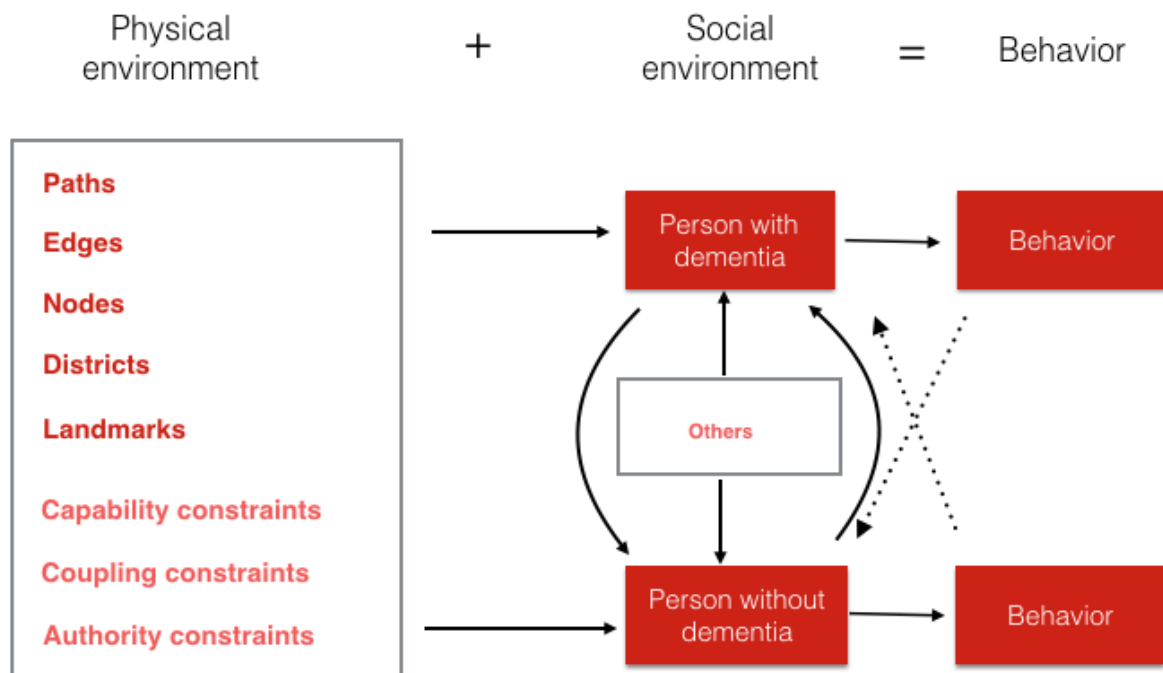 Physical
environment
+
Social
environment
=
Behavior
Paths
Edges
Nodes
Districts
Landmarks
Capability constraints
Coupling constraints
Authority constraints
Person with
dementia
Behavior
Others
Person without
dementia
Behavior